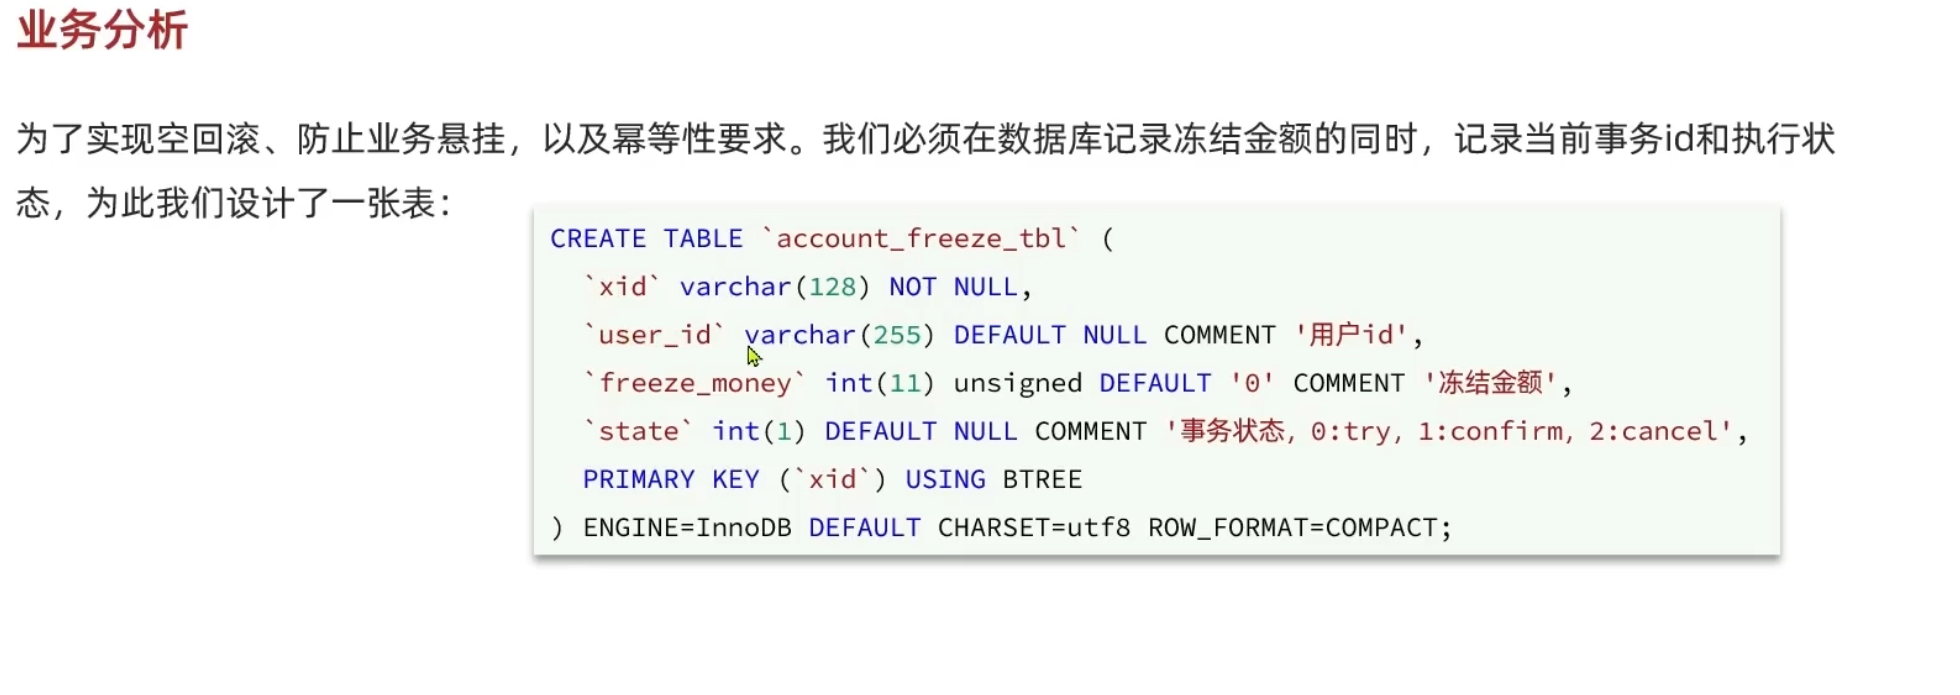 业务分析
为了实现空回滚、防止业务悬挂，以及幂等性要求。我们必须在数据库记录冻结金额的同时，记录当前事务id和执行状
态，为此我们设计了一张表：
CREATE TABLE `account_freeze_tbl` (
  `xid` varchar(128) NOT NULL,
  `user_id` varchar(255) DEFAULT NULL COMMENT '用户id',
  `freeze_money` int(11) unsigned DEFAULT '0' COMMENT '冻结金额',
  `state` int(1) DEFAULT NULL COMMENT '事务状态，0:try，1:confirm，2:cancel',
  PRIMARY KEY (`xid`) USING BTREE
) ENGINE=InnoDB DEFAULT CHARSET=utf8 ROW_FORMAT=COMPACT;